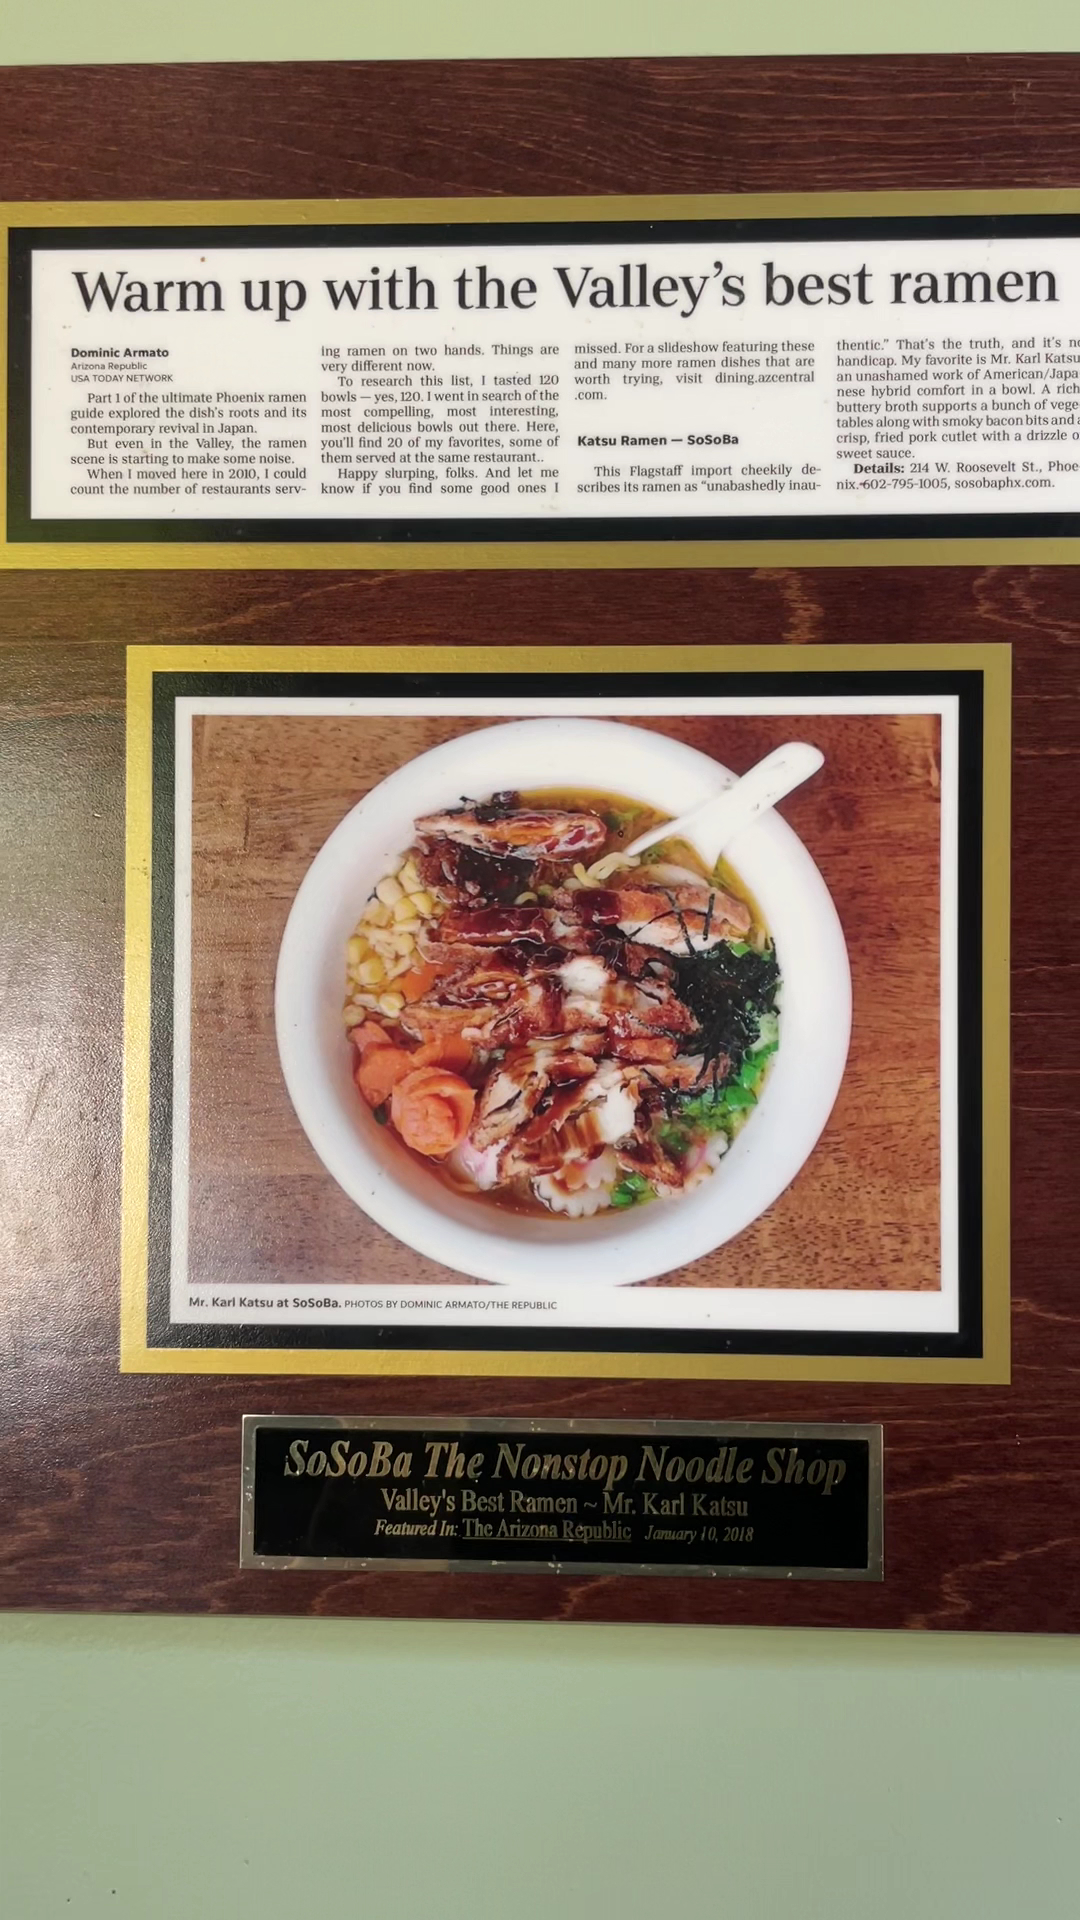 Warm up with the Valley's best ramen
Dominic Armato
Arizona Republic
USA TODAY NETWORK
Part 1 of the ultimate Phoenix ramen
guide explored the dish's roots and its
contemporary revival in Japan.
But even in the Valley, the ramen
scene is starting to make some noise.
When I moved here in 2010, I could
count the number of restaurants serv-
ing ramen on two hands. Things are
very different now.
To research this list, I tasted 120
bowls — yes, 120. I went in search of the
most compelling, most interesting,
most delicious bowls out there. Here,
you'll find 20 of my favorites, some of
them served at the same restaurant..
Happy slurping, folks. And let me
know if you find some good ones I
missed. For a slideshow featuring these
and many more ramen dishes that are
worth trying, visit dining.azcentral
.com.
Katsu Ramen — SoSoBa
This Flagstaff import cheekily de-
scribes its ramen as "unabashedly inau-
thentic." That's the truth, and it's
handicap. My favorite is Mr. Karl Katsu
an unashamed work of American/Japa-
nese hybrid comfort in a bowl. A rich
buttery broth supports a bunch of vege-
tables along with smoky bacon bits and
crisp, fried pork cutlet with a drizzle
sweet sauce.
Details: 214 W. Roosevelt St., Phoe-
nix. 602-795-1005, sosobaphx.com.
Mr. Karl Katsu at SoSoBa. PHOTOS BY DOMINIC ARMATO/THE REPUBLIC
SoSoBa The Nonstop Noodle Shop
Valley's Best Ramen ~ Mr. Karl Katsu
Featured In: The Arizona Republic January 10, 2018